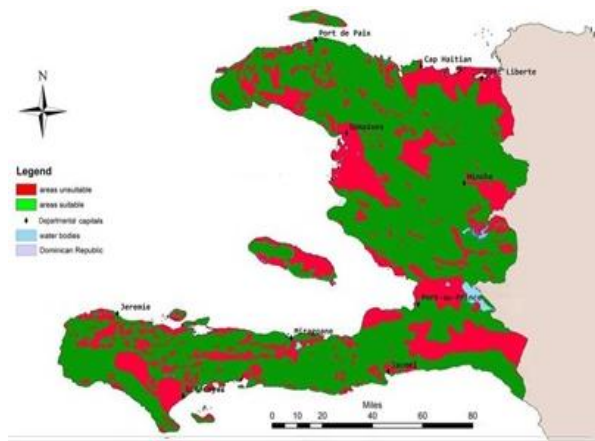 Port de Paix
Cap Haitian
Liberte
N
Gonaives
Hinche
Legend
areas unsuitable
areas suitable
Departmental capitals
water bodies
Dominican Republic
Port-au-Prince
Jeremie
Miragoane
Jacmel
Cayes
Miles
0 10 20 40 60 80